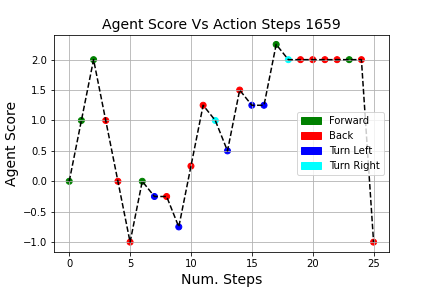 Agent Score Vs Action Steps 1659
Agent Score
2.0
1.5
1.0
0.5
0.0
−0.5
−1.0
Forward
Back
Turn Left
Turn Right
0 5 10 15 20 25
Num. Steps